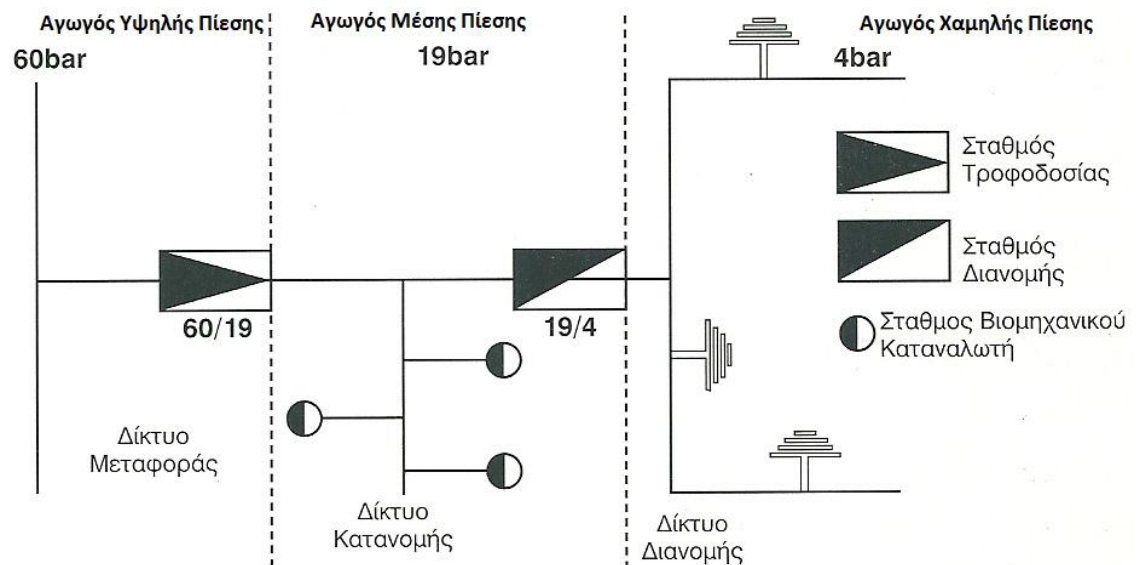 Αγωγός Υψηλής Πίεσης
60bar
Αγωγός Μέσης Πίεσης
19bar
Αγωγός Χαμηλής Πίεσης
4bar
Σταθμός
Τροφοδοσίας
Σταθμός
Διανομής
Σταθμος Βιομηχανικού
Καταναλωτή
60/19
19/4
Δίκτυο
Μεταφοράς
Δίκτυο
Κατανομής
Δίκτυο
Διανομής